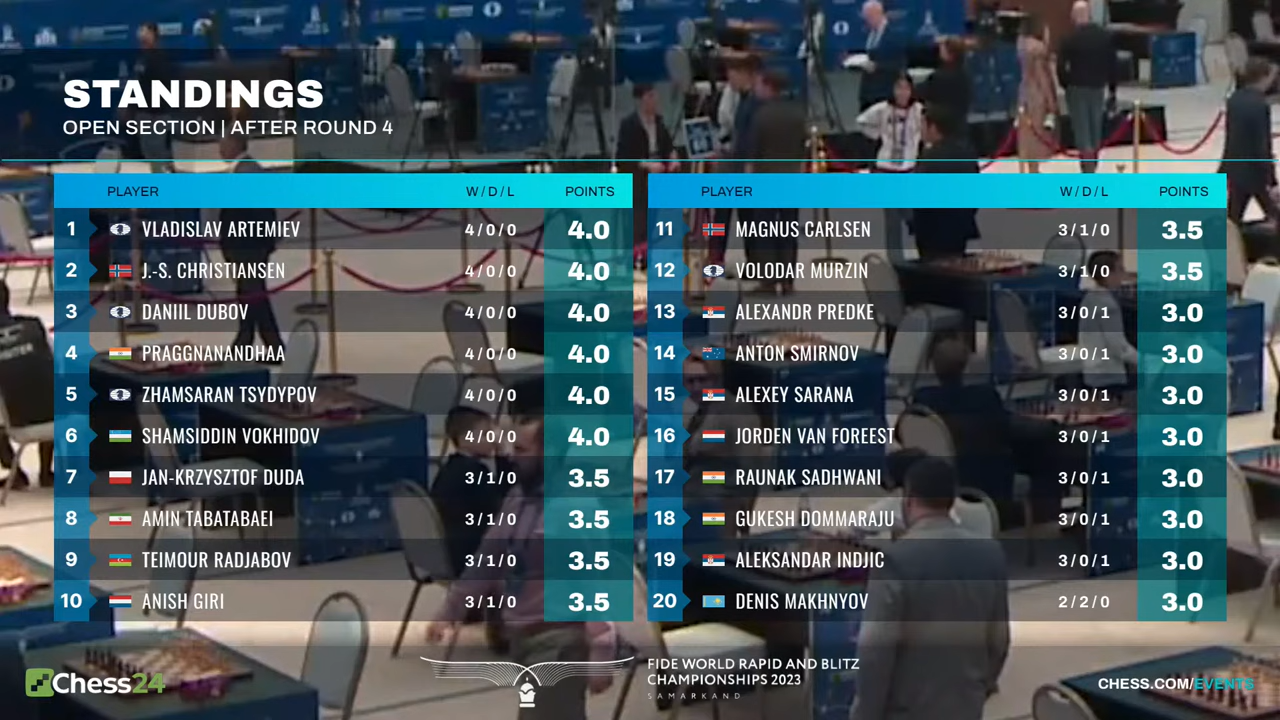 STANDINGS
OPEN SECTION | AFTER ROUND 4
PLAYER W / D / L POINTS
1 VLADISLAV ARTEMIEV 4 / 0 / 0 4.0
2 J.-S. CHRISTIANSEN 4 / 0 / 0 4.0
3 DANIIL DUBOV 4 / 0 / 0 4.0
4 PRAGGNANANDHAA 4 / 0 / 0 4.0
5 ZHAMSARAN TSYDYPOV 4 / 0 / 0 4.0
6 SHAMSIDDIN VOKHIDOV 4 / 0 / 0 4.0
7 JAN-KRZYSZTOF DUDA 3 / 1 / 0 3.5
8 AMIN TABATABAEI 3 / 1 / 0 3.5
9 TEIMOUR RADJABOV 3 / 1 / 0 3.5
10 ANISH GIRI 3 / 1 / 0 3.5
PLAYER W / D / L POINTS
11 MAGNUS CARLSEN 3 / 1 / 0 3.5
12 VOLODAR MURZIN 3 / 1 / 0 3.5
13 ALEXANDR PREDKE 3 / 0 / 1 3.0
14 ANTON SMIRNOV 3 / 0 / 1 3.0
15 ALEXEY SARANA 3 / 0 / 1 3.0
16 JORDEN VAN FOREEST 3 / 0 / 1 3.0
17 RAUNAK SADHWANI 3 / 0 / 1 3.0
18 GUKESH DOMMARAJU 3 / 0 / 1 3.0
19 ALEKSANDAR INDJIC 3 / 0 / 1 3.0
20 DENIS MAKHNYOV 2 / 2 / 0 3.0
Chess24
FIDE WORLD RAPID AND BLITZ
CHAMPIONSHIPS 2023
SAMARKAND
CHESS.COM/EVENTS